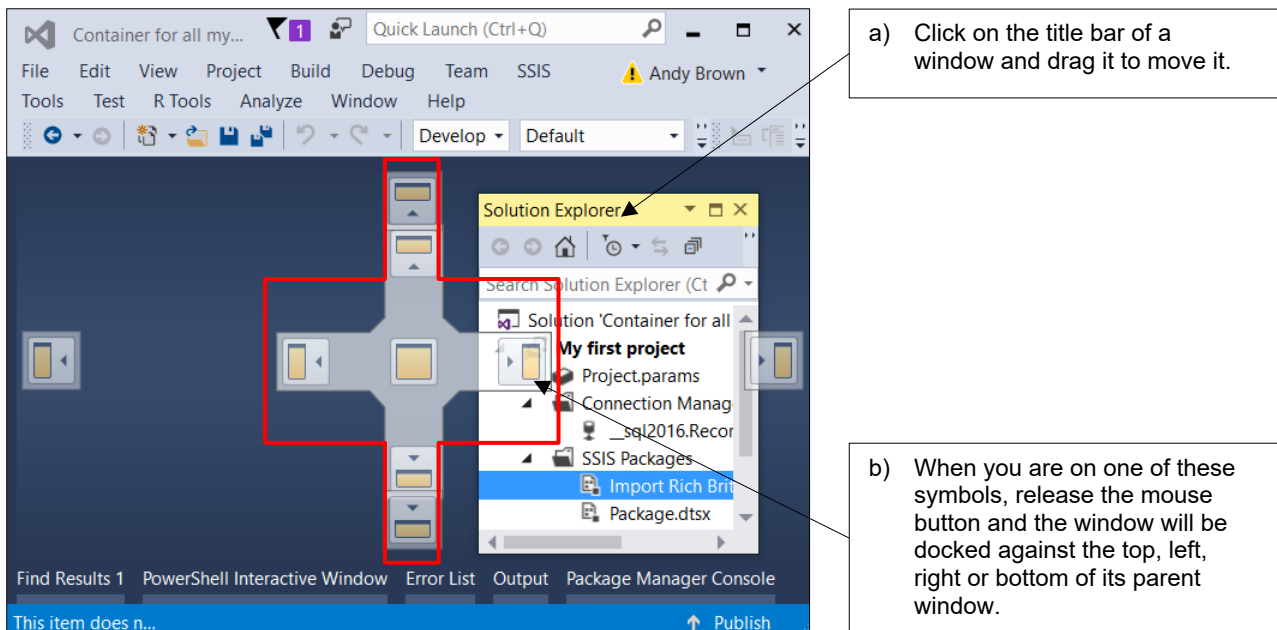 Container for all my... 1 Quick Launch (Ctrl+Q)
File Edit View Project Build Debug Team SSIS Andy Brown
Tools Test R Tools Analyze Window Help
Develop Default
Solution Explorer
Search Solution Explorer (Ct
Solution 'Container for all
My first project
Project.params
Connection Manag
__sql2016.Recor
SSIS Packages
Import Rich Brit
Package.dtsx
Find Results 1 PowerShell Interactive Window Error List Output Package Manager Console
This item does n... Publish
a) Click on the title bar of a
window and drag it to move it.
b) When you are on one of these
symbols, release the mouse
button and the window will be
docked against the top, left,
right or bottom of its parent
window.